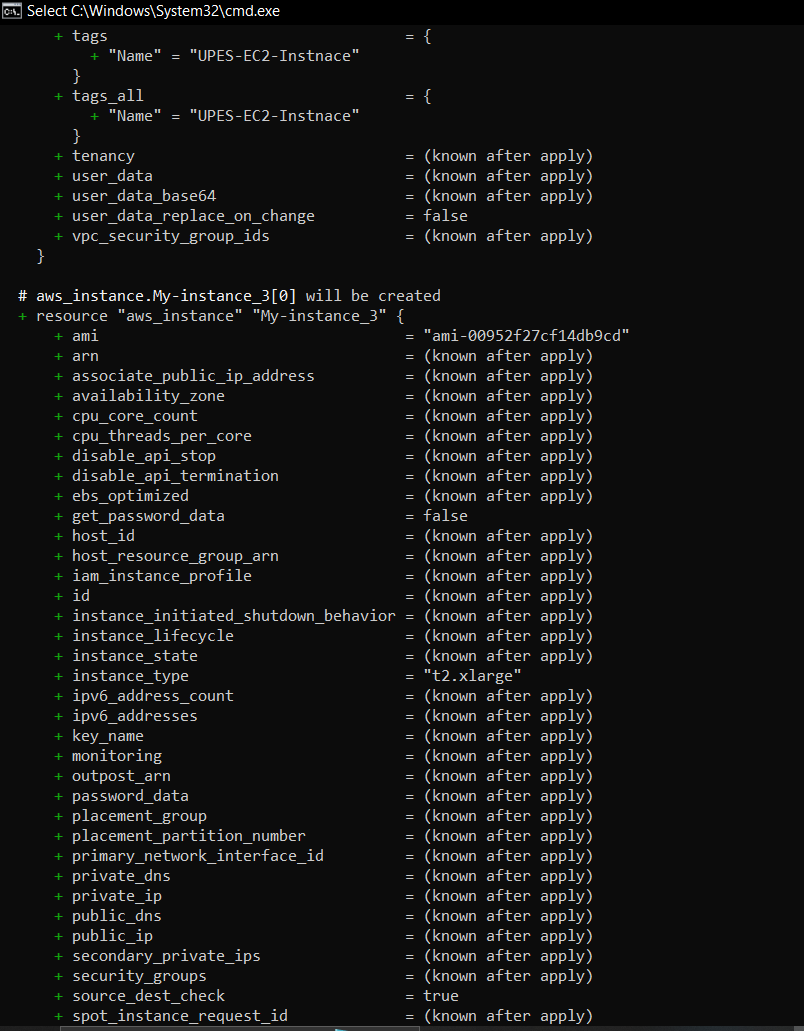 Select C:\Windows\System32\cmd.exe
+ tags = {
+ "Name" = "UPES-EC2-Instnace"
}
+ tags_all = {
+ "Name" = "UPES-EC2-Instnace"
}
+ tenancy = (known after apply)
+ user_data = (known after apply)
+ user_data_base64 = (known after apply)
+ user_data_replace_on_change = false
+ vpc_security_group_ids = (known after apply)
}
# aws_instance.My-instance_3[0] will be created
+ resource "aws_instance" "My-instance_3" {
+ ami = "ami-00952f27cf14db9cd"
+ arn = (known after apply)
+ associate_public_ip_address = (known after apply)
+ availability_zone = (known after apply)
+ cpu_core_count = (known after apply)
+ cpu_threads_per_core = (known after apply)
+ disable_api_stop = (known after apply)
+ disable_api_termination = (known after apply)
+ ebs_optimized = (known after apply)
+ get_password_data = false
+ host_id = (known after apply)
+ host_resource_group_arn = (known after apply)
+ iam_instance_profile = (known after apply)
+ id = (known after apply)
+ instance_initiated_shutdown_behavior = (known after apply)
+ instance_lifecycle = (known after apply)
+ instance_state = (known after apply)
+ instance_type = "t2.xlarge"
+ ipv6_address_count = (known after apply)
+ ipv6_addresses = (known after apply)
+ key_name = (known after apply)
+ monitoring = (known after apply)
+ outpost_arn = (known after apply)
+ password_data = (known after apply)
+ placement_group = (known after apply)
+ placement_partition_number = (known after apply)
+ primary_network_interface_id = (known after apply)
+ private_dns = (known after apply)
+ private_ip = (known after apply)
+ public_dns = (known after apply)
+ public_ip = (known after apply)
+ secondary_private_ips = (known after apply)
+ security_groups = (known after apply)
+ source_dest_check = true
+ spot_instance_request_id = (known after apply)